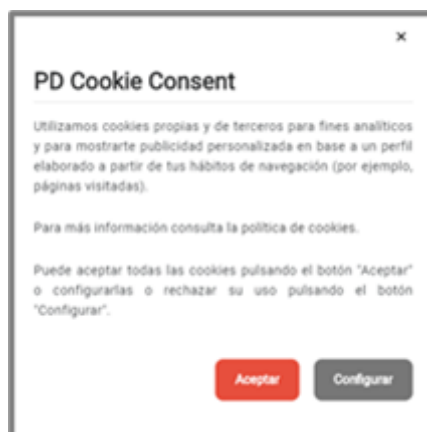 ×
PD Cookie Consent
Utilizamos cookies propias y de terceros para fines analíticos
y para mostrarte publicidad personalizada en base a un perfil
elaborado a partir de tus hábitos de navegación (por ejemplo,
páginas visitadas).
Para más información consulta la política de cookies.
Puede aceptar todas las cookies pulsando el botón "Aceptar"
o configurarlas o rechazar su uso pulsando el botón
"Configurar".
Aceptar Configurar